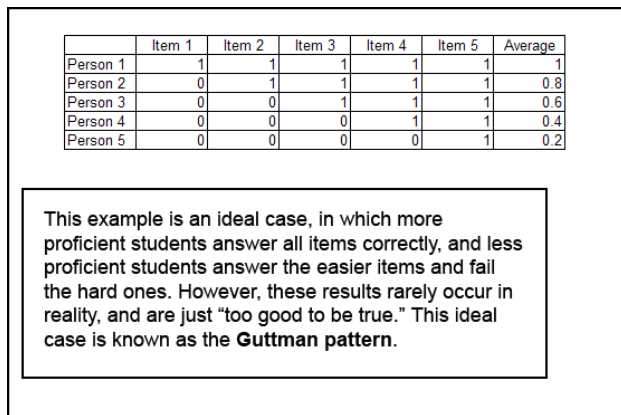 Item 1 Item 2 Item 3 Item 4 Item 5 Average
Person 1 1 1 1 1 1 1
Person 2 0 1 1 1 1 0.8
Person 3 0 0 1 1 1 0.6
Person 4 0 0 0 1 1 0.4
Person 5 0 0 0 0 1 0.2
This example is an ideal case, in which more
proficient students answer all items correctly, and less
proficient students answer the easier items and fail
the hard ones. However, these results rarely occur in
reality, and are just “too good to be true.” This ideal
case is known as the Guttman pattern.